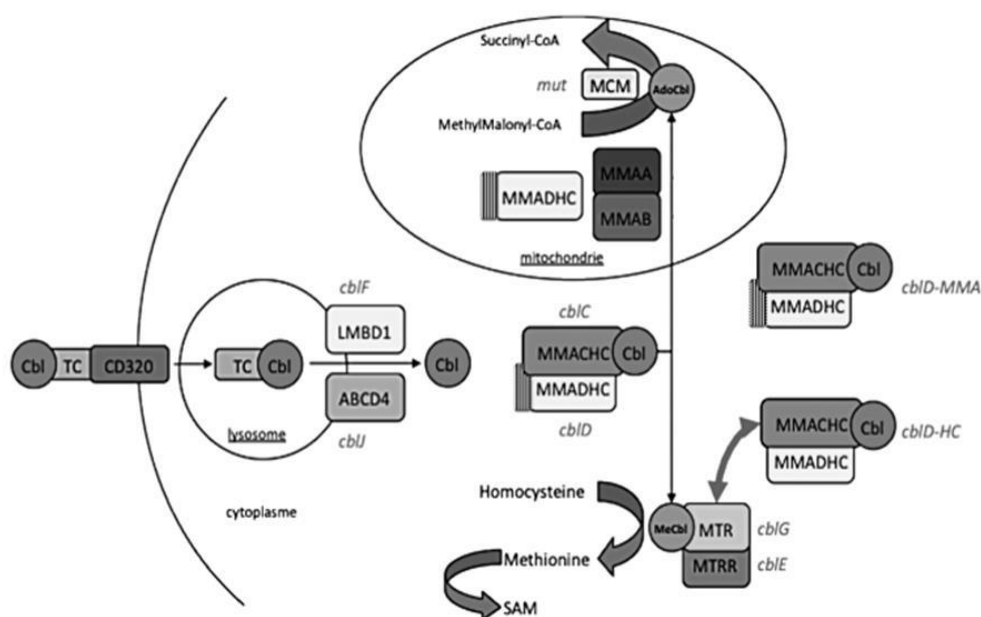 Succinyl-CoA
mut
MCM
AdoCbl
MethylMalonyl-CoA
MMADHC
MMAA
MMAB
mitochondrie
MMACHC
Cbl
MMADHC
cblD-MMA
cblF
LMBD1
cblC
MMACHC
Cbl
MMADHC
cblD
Cbl
TC
CD320
TC
Cbl
Cbl
ABCD4
cblJ
lysosome
cytoplasme
MMACHC
Cbl
MMADHC
cblD-HC
Homocysteine
MeCbl
MTR
cblG
Methionine
MTRR
cblE
SAM